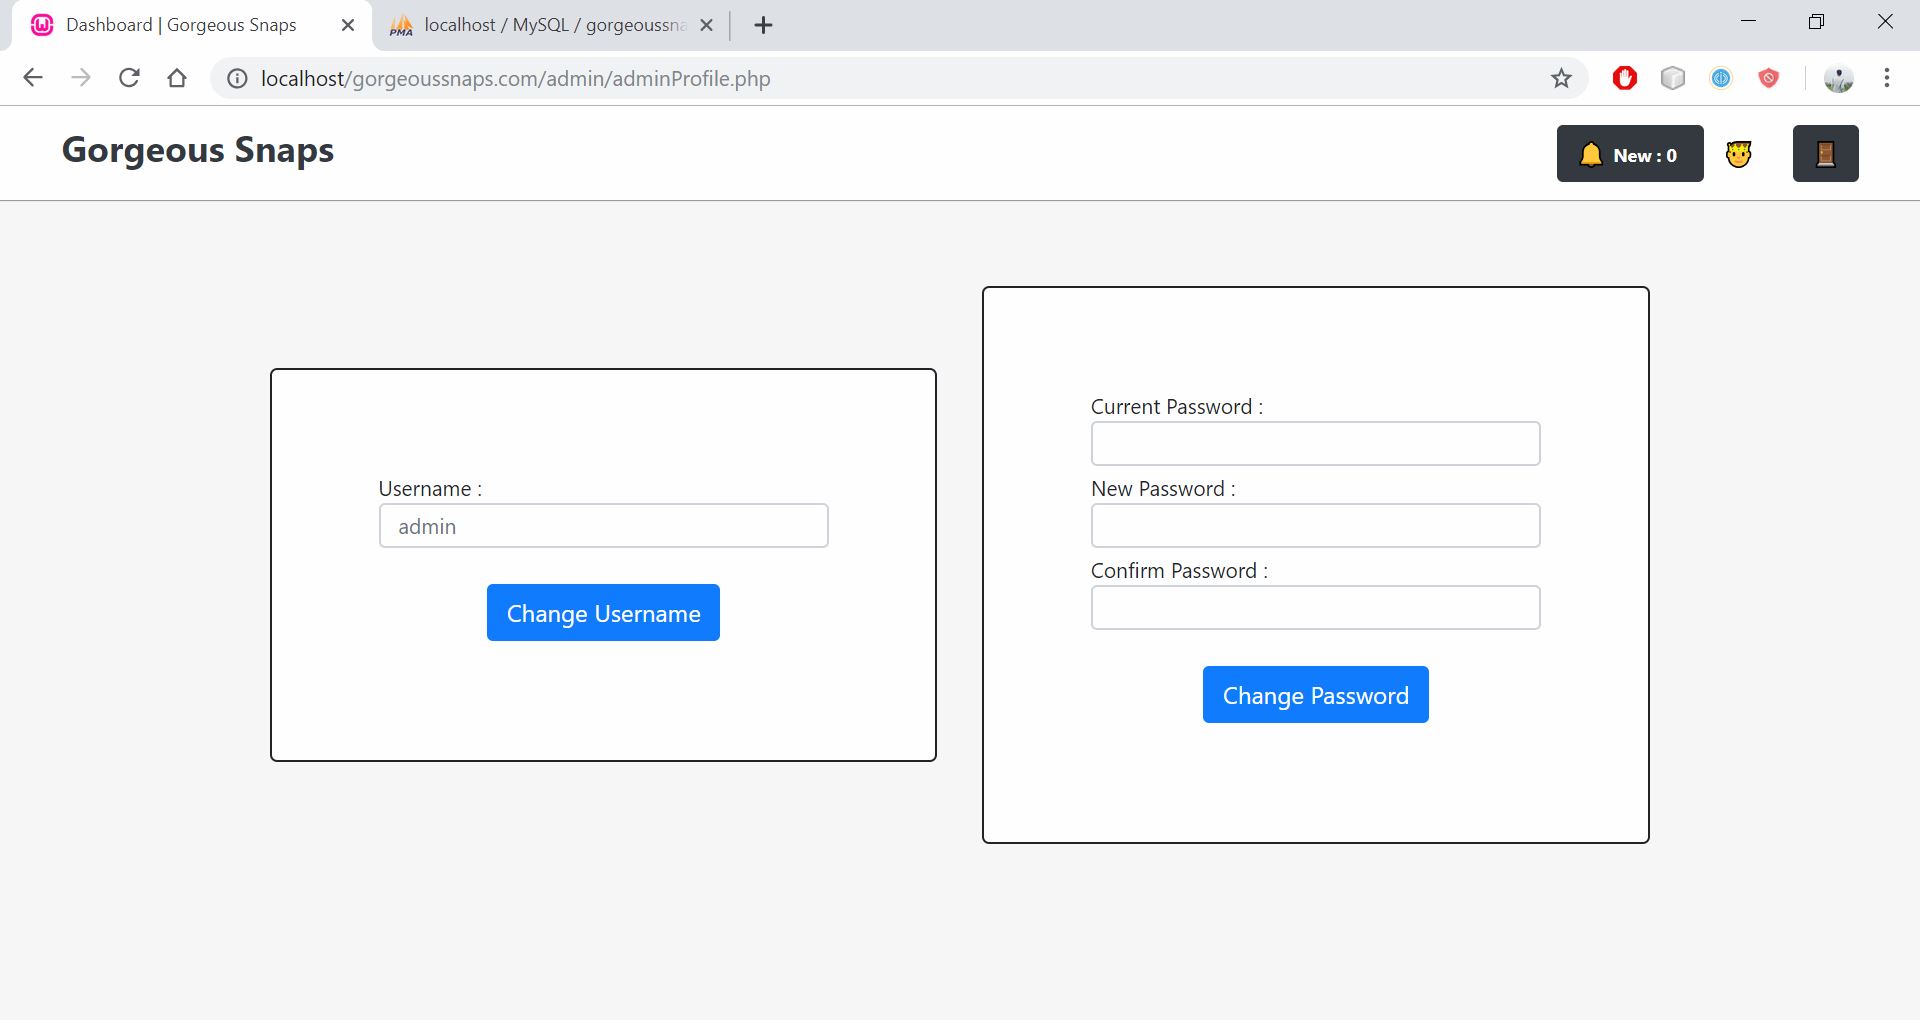 Dashboard | Gorgeous Snaps
localhost / MySQL / gorgeoussna
PMA
localhost/gorgeoussnaps.com/admin/adminProfile.php
Gorgeous Snaps
New : 0
Username :
admin
Change Username
Current Password :
New Password :
Confirm Password :
Change Password